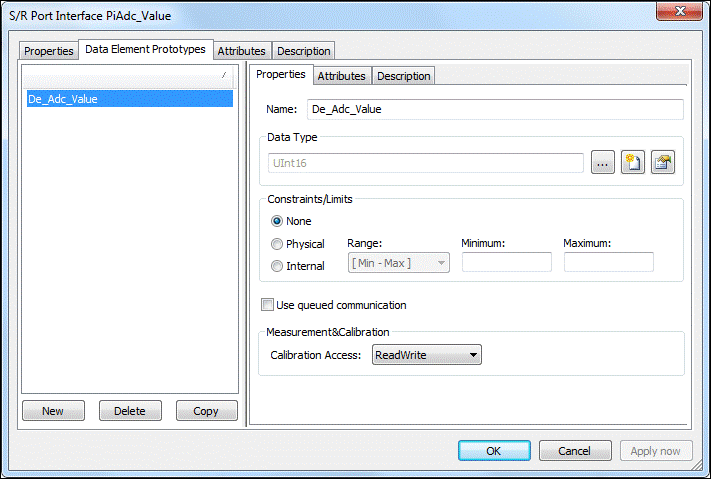 S/R Port Interface PiAdc_Value
Properties Data Element Prototypes Attributes Description
De_Adc_Value
New Delete Copy
Properties Attributes Description
Name: De_Adc_Value
Data Type
UInt16 ...
Constraints/Limits
None
Physical Range: Minimum: Maximum:
Internal [ Min - Max ]
Use queued communication
Measurement&Calibration
Calibration Access: ReadWrite
OK Cancel Apply now